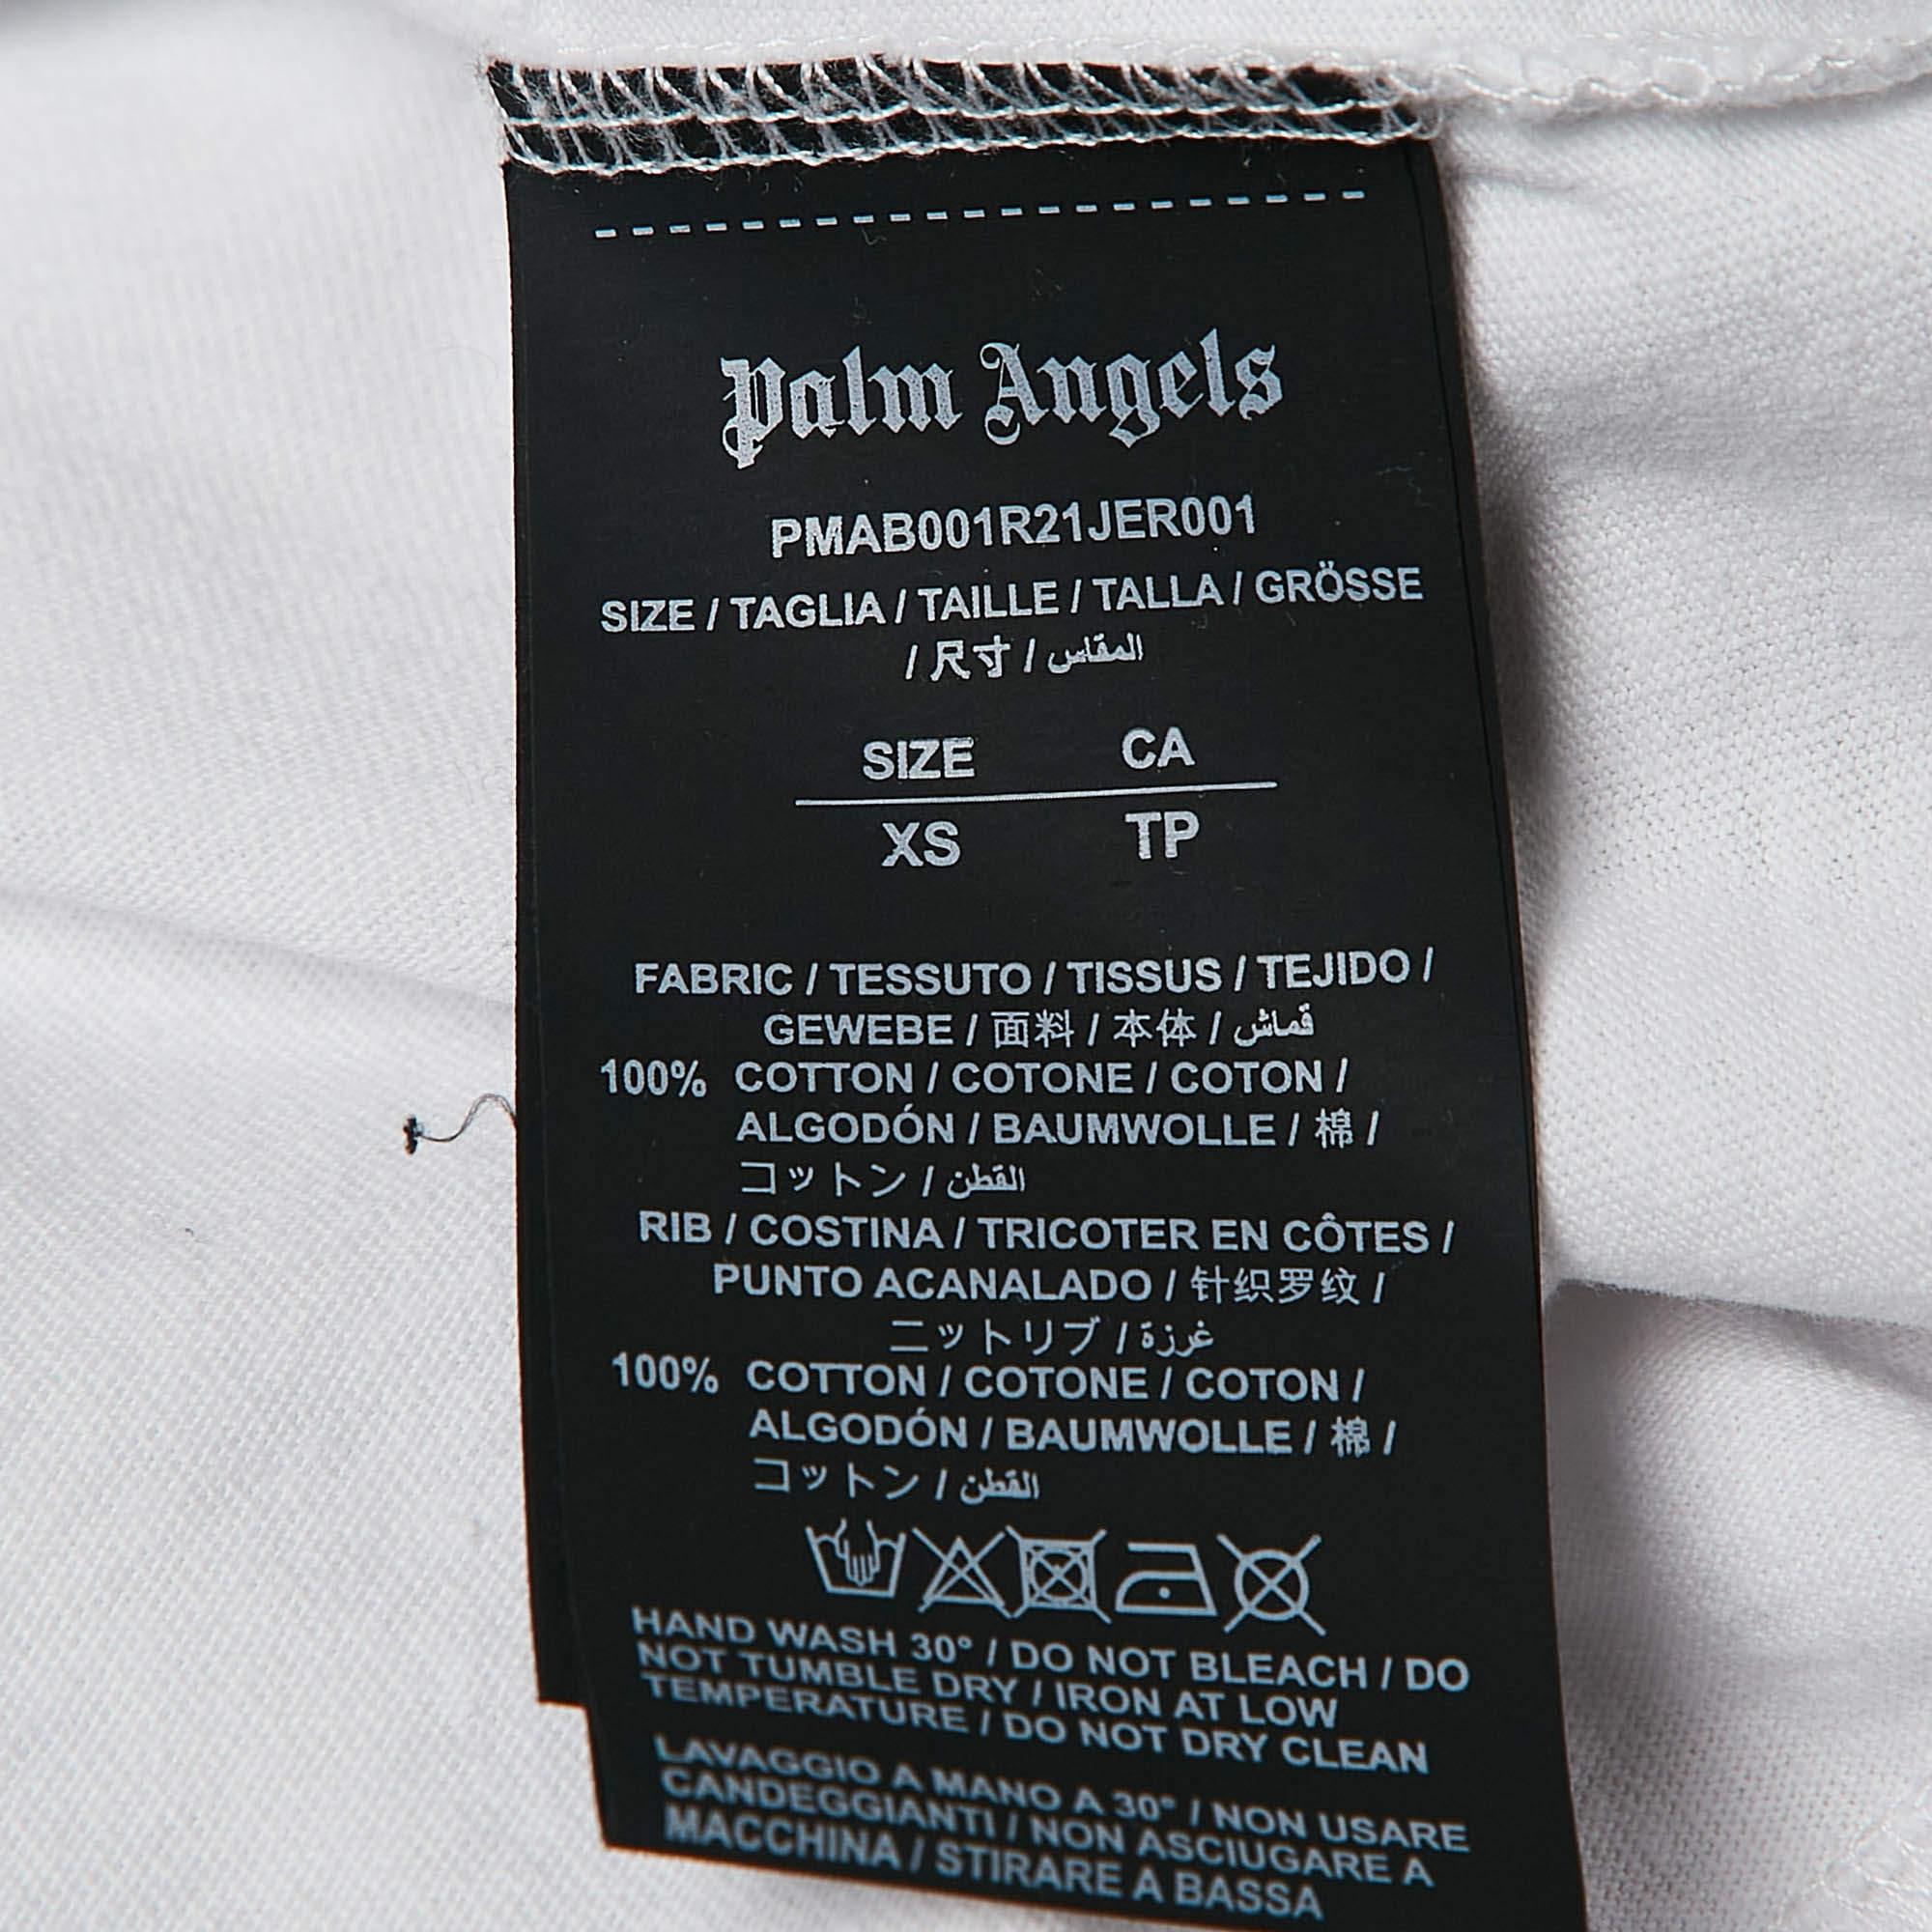 Palm Angels
PMAB001R21JER001
SIZE / TAGLIA / TAILLE / TALLA / GRÖSSE
/ 尺寸 / المقاس
SIZE CA
XS TP
FABRIC / TESSUTO / TISSUS / TEJIDO /
GEWEBE / 面料 / 本体 / قماش
100% COTTON / COTONE / COTON /
ALGODÓN / BAUMWOLLE / 棉 /
コットン / القطن
RIB / COSTINA / TRICOTER EN CÔTES /
PUNTO ACANALADO / 针织罗纹 /
ニットリブ / غرزة
100% COTTON / COTONE / COTON /
ALGODÓN / BAUMWOLLE / 棉 /
コットン / القطن
HAND WASH 30° / DO NOT BLEACH / DO
NOT TUMBLE DRY / IRON AT LOW
TEMPERATURE / DO NOT DRY CLEAN
LAVAGGIO A MANO A 30° / NON USARE
CANDEGGIANTI / NON ASCIUGARE A
MACCHINA / STIRARE A BASSA